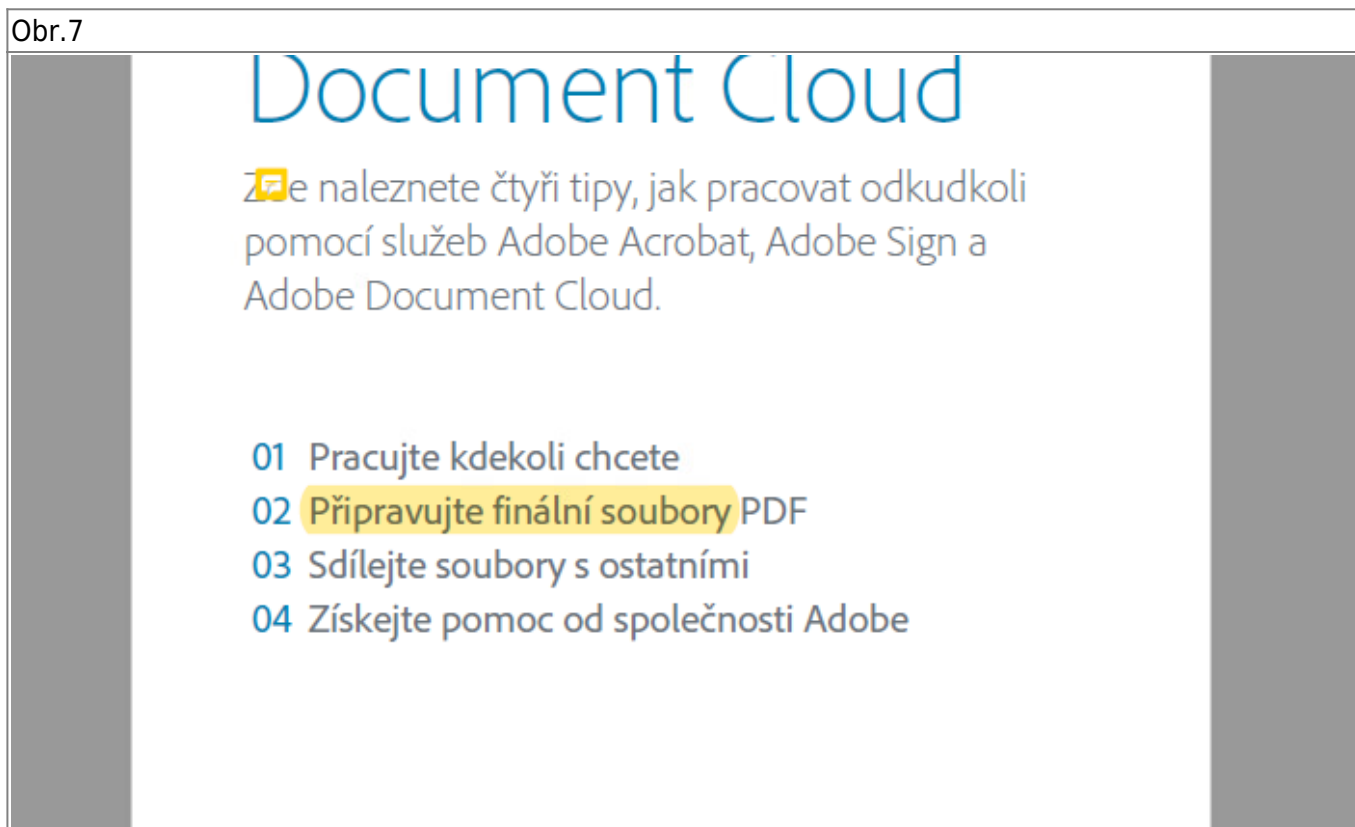 Obr.7
Document Cloud
e naleznete čtyři tipy, jak pracovat odkudkoli
pomocí služeb Adobe Acrobat, Adobe Sign a
Adobe Document Cloud.
01 Pracujte kdekoli chcete
02 Připravujte finální soubory PDF
03 Sdílejte soubory s ostatními
04 Získejte pomoc od společnosti Adobe